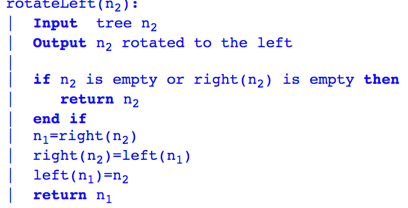 rotateLeft(n₂):
| Input tree n₂
| Output n₂ rotated to the left
|
| if n₂ is empty or right(n₂) is empty then
| return n₂
| end if
| n₁=right(n₂)
| right(n₂)=left(n₁)
| left(n₁)=n₂
| return n₁